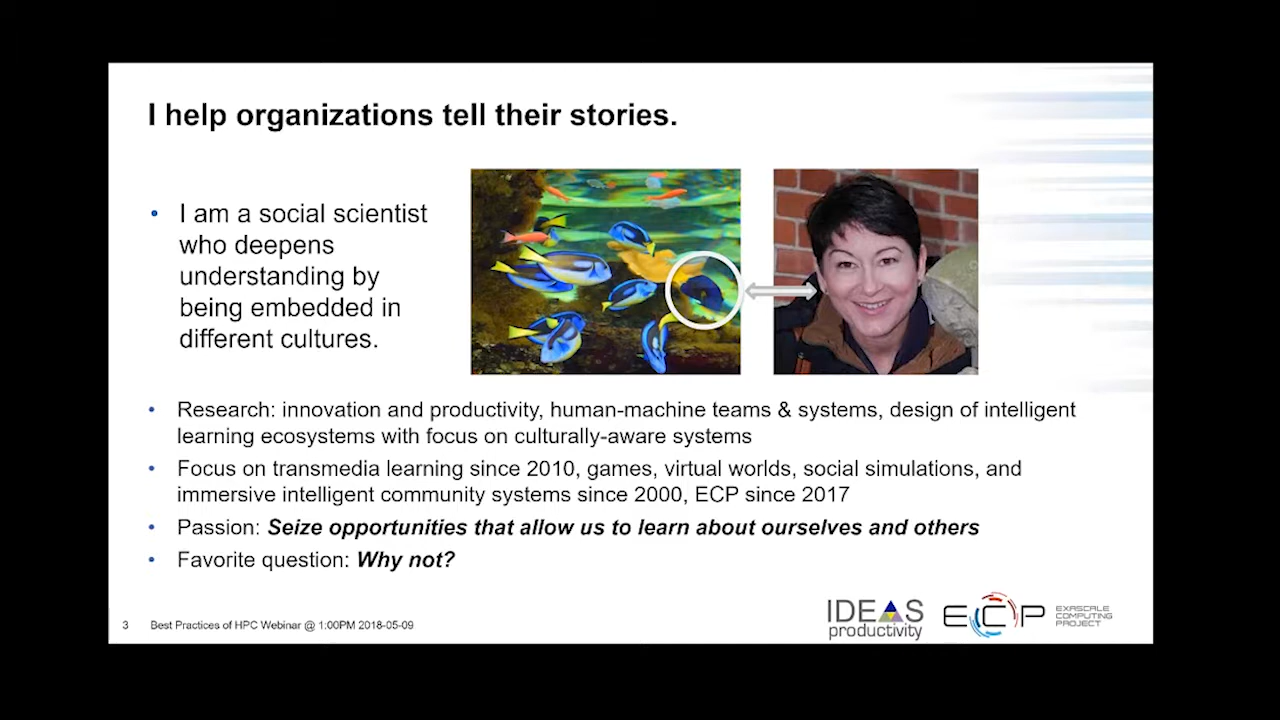 I help organizations tell their stories.
• I am a social scientist
who deepens
understanding by
being embedded in
different cultures.
• Research: innovation and productivity, human-machine teams & systems, design of intelligent
learning ecosystems with focus on culturally-aware systems
• Focus on transmedia learning since 2010, games, virtual worlds, social simulations, and
immersive intelligent community systems since 2000, ECP since 2017
• Passion: Seize opportunities that allow us to learn about ourselves and others
• Favorite question: Why not?
3 Best Practices of HPC Webinar @ 1:00PM 2018-05-09
IDEAS
productivity
ECP
EXASCALE
COMPUTING
PROJECT